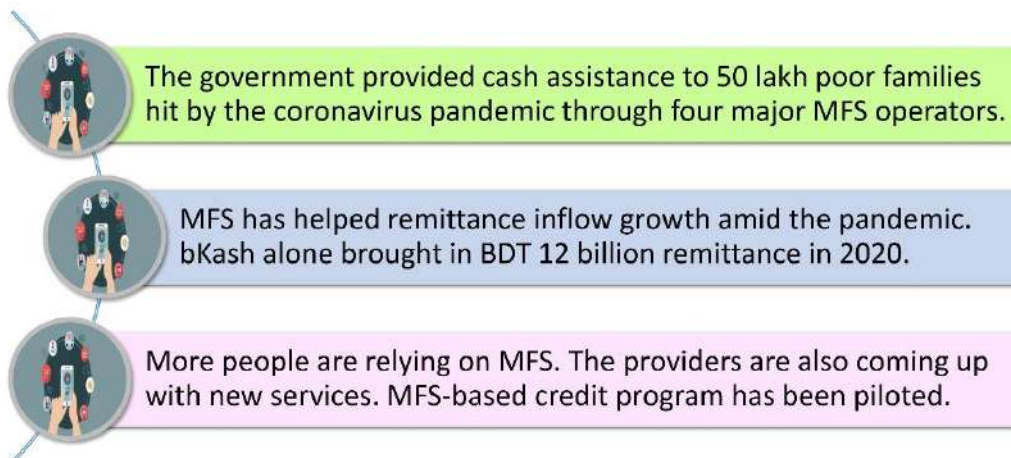 The government provided cash assistance to 50 lakh poor families
hit by the coronavirus pandemic through four major MFS operators.
MFS has helped remittance inflow growth amid the pandemic.
bKash alone brought in BDT 12 billion remittance in 2020.
More people are relying on MFS. The providers are also coming up
with new services. MFS-based credit program has been piloted.